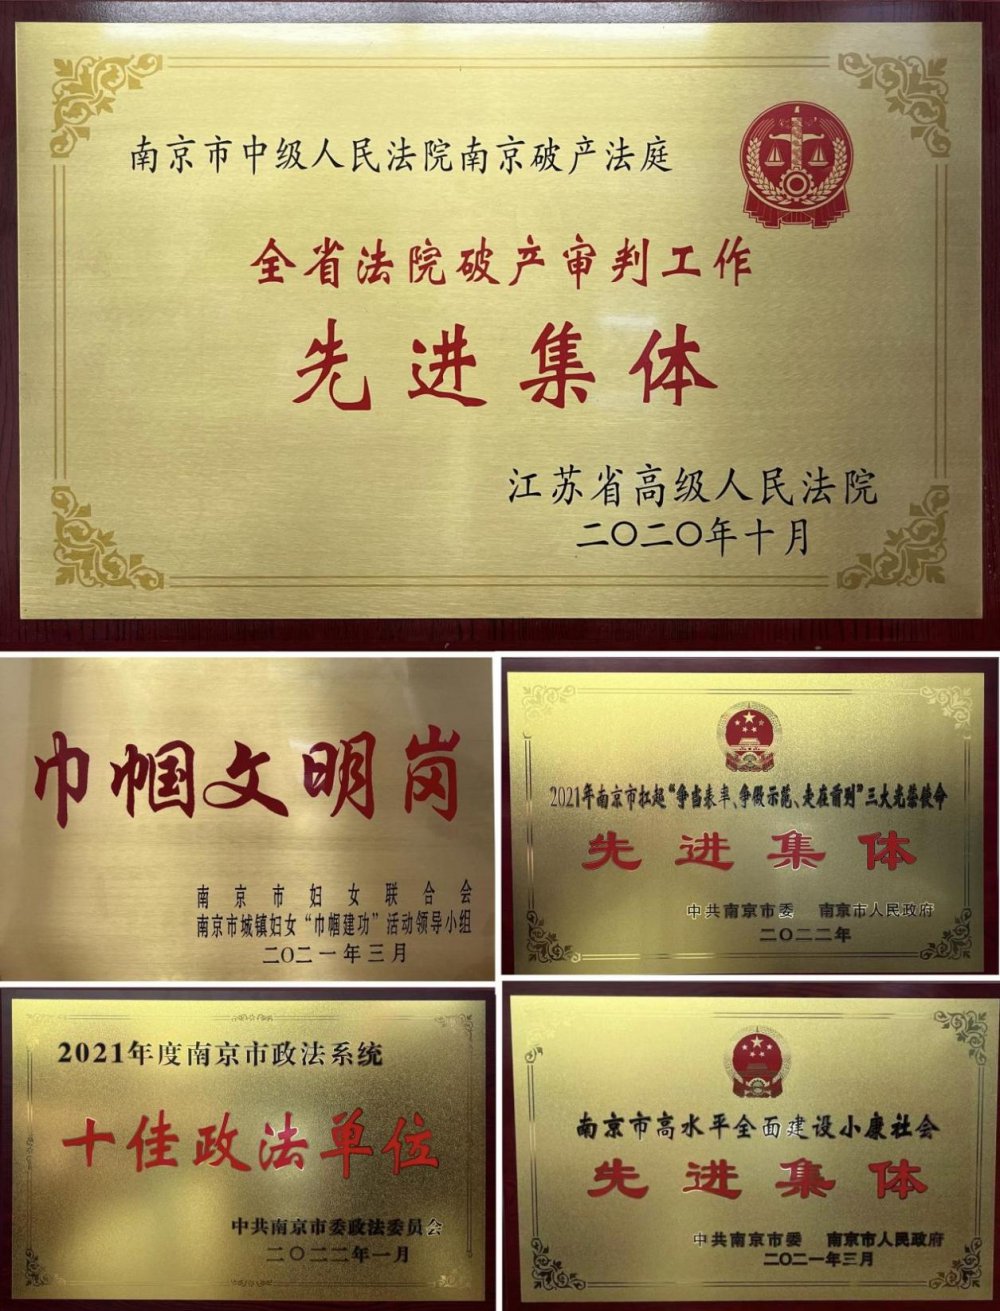 南京市中级人民法院南京破产法庭
全省法院破产审判工作
先进集体
江苏省高级人民法院
二〇二〇年十月
巾帼文明岗
南京市妇女联合会
南京市城镇妇女“巾帼建功”活动领导小组
二〇二一年三月
2021年南京市扛起“争当表率、争做示范、走在前列”三大光荣使命
先进集体
中共南京市委 南京市人民政府
二〇二二年
2021年度南京市政法系统
十佳政法单位
中共南京市委政法委员会
二〇二二年一月
南京市高水平全面建设小康社会
先进集体
中共南京市委 南京市人民政府
二〇二一年三月